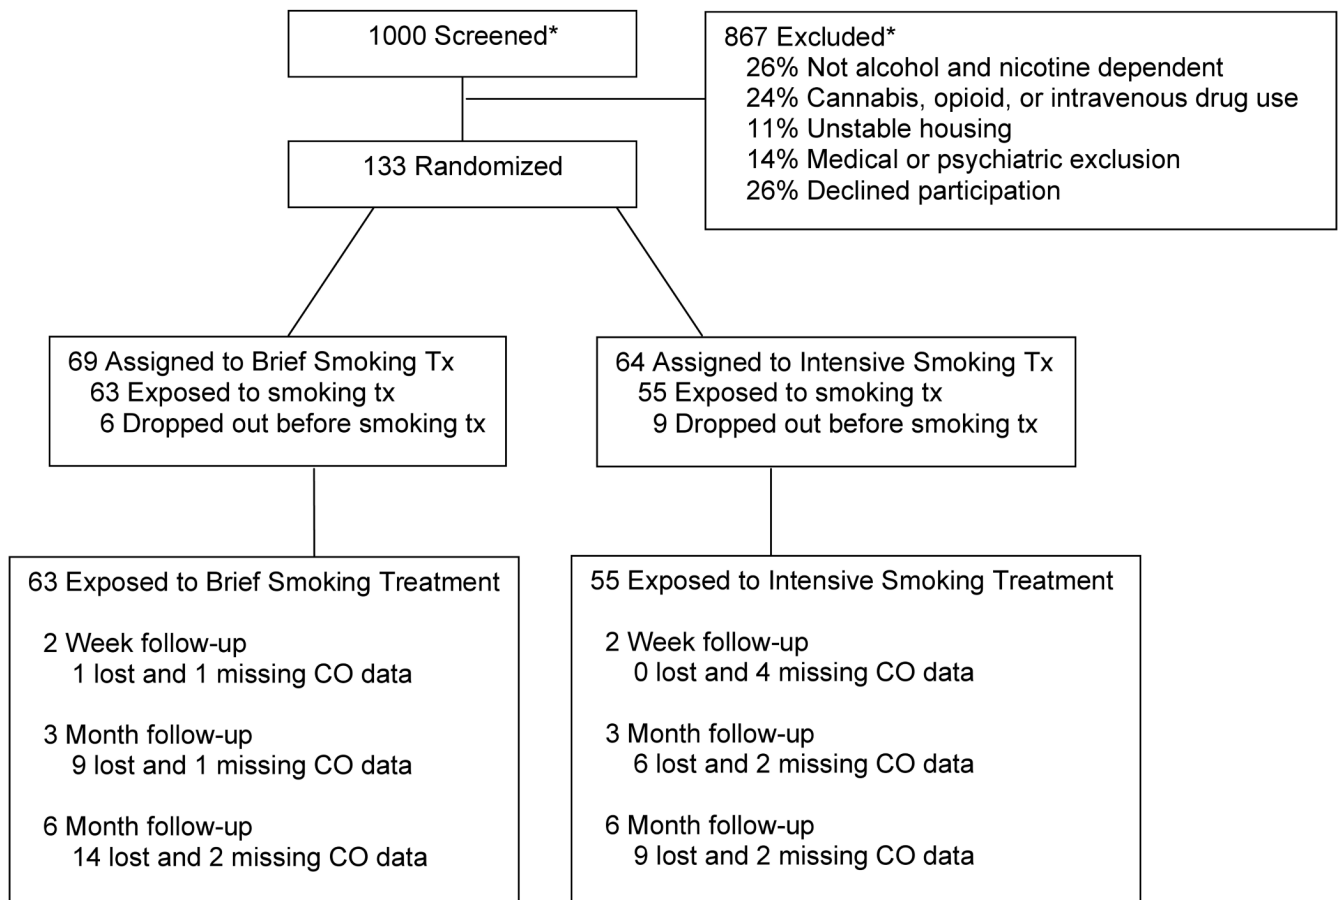 1000 Screened*
867 Excluded*
26% Not alcohol and nicotine dependent
24% Cannabis, opioid, or intravenous drug use
11% Unstable housing
14% Medical or psychiatric exclusion
26% Declined participation
133 Randomized
69 Assigned to Brief Smoking Tx
63 Exposed to smoking tx
6 Dropped out before smoking tx
64 Assigned to Intensive Smoking Tx
55 Exposed to smoking tx
9 Dropped out before smoking tx
63 Exposed to Brief Smoking Treatment
2 Week follow-up
1 lost and 1 missing CO data
3 Month follow-up
9 lost and 1 missing CO data
6 Month follow-up
14 lost and 2 missing CO data
55 Exposed to Intensive Smoking Treatment
2 Week follow-up
0 lost and 4 missing CO data
3 Month follow-up
6 lost and 2 missing CO data
6 Month follow-up
9 lost and 2 missing CO data